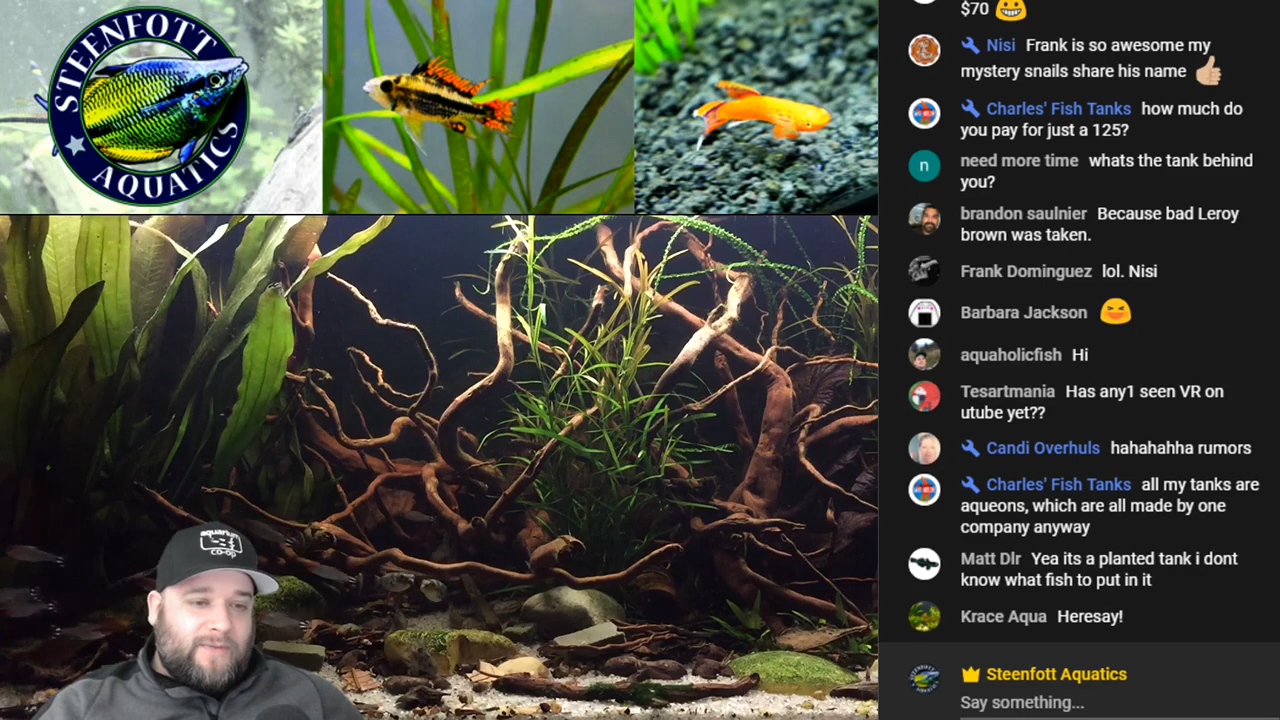 STEENFOTT
AQUATICS
aquarium
co-op
$70
Nisi Frank is so awesome my
mystery snails share his name
Charles' Fish Tanks how much do
you pay for just a 125?
n
need more time whats the tank behind
you?
brandon saulnier Because bad Leroy
brown was taken.
Frank Dominguez lol. Nisi
Barbara Jackson
aquaholicfish Hi
Tesartmania Has any1 seen VR on
utube yet??
Candi Overhuls hahahahha rumors
Charles' Fish Tanks all my tanks are
aqueons, which are all made by one
company anyway
Matt Dlr Yea its a planted tank i dont
know what fish to put in it
Krace Aqua Heresay!
Steenfott Aquatics
Say something...